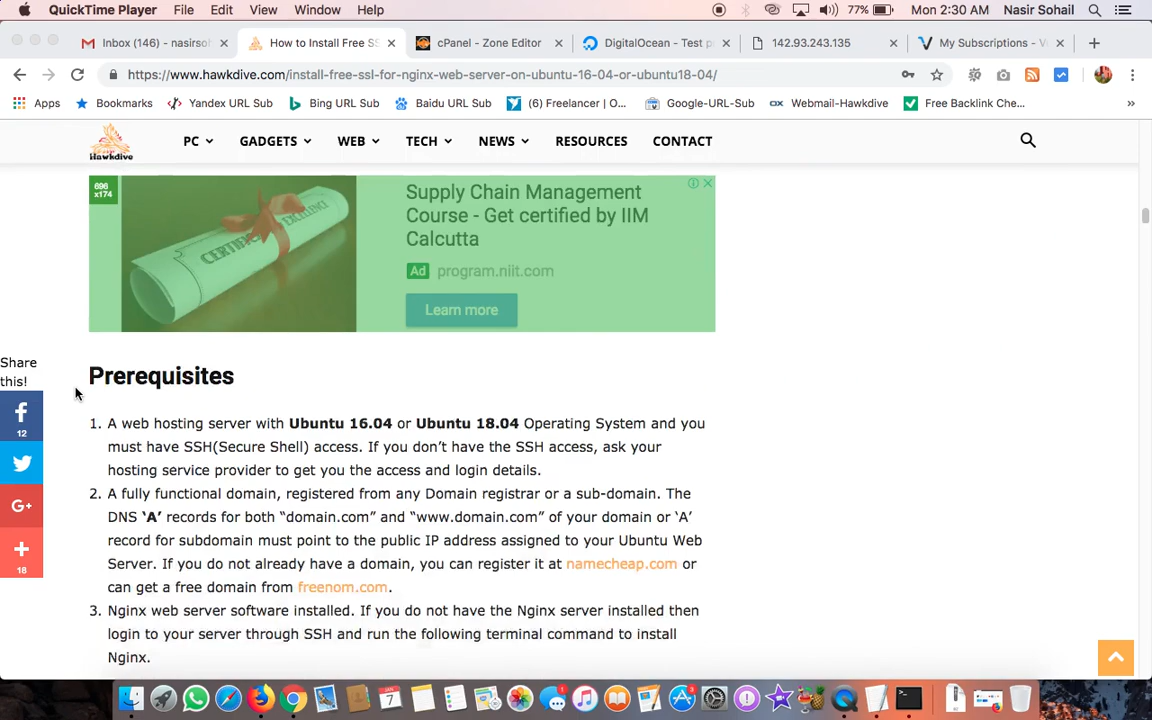 QuickTime Player File Edit View Window Help 77% Mon 2:30 AM Nasir Sohail
Inbox (146) - nasirsoh × How to Install Free SS × cPanel - Zone Editor × DigitalOcean - Test p × 142.93.243.135 × My Subscriptions - V ×
https://www.hawkdive.com/install-free-ssl-for-nginx-web-server-on-ubuntu-16-04-or-ubuntu18-04/
Apps Bookmarks Yandex URL Sub Bing URL Sub Baidu URL Sub (6) Freelancer | O... Google-URL-Sub Webmail-Hawkdive Free Backlink Che... »
Hawkdive PC GADGETS WEB TECH NEWS RESOURCES CONTACT
696
x174
CERTIFICATE
EXCELLENCE
Supply Chain Management
Course - Get certified by IIM
Calcutta
Ad program.niit.com
Learn more
Share
this!
12
G+
18
Prerequisites
1. A web hosting server with Ubuntu 16.04 or Ubuntu 18.04 Operating System and you
must have SSH(Secure Shell) access. If you don’t have the SSH access, ask your
hosting service provider to get you the access and login details.
2. A fully functional domain, registered from any Domain registrar or a sub-domain. The
DNS ‘A’ records for both “domain.com” and “www.domain.com” of your domain or ‘A’
record for subdomain must point to the public IP address assigned to your Ubuntu Web
Server. If you do not already have a domain, you can register it at namecheap.com or
can get a free domain from freenom.com.
3. Nginx web server software installed. If you do not have the Nginx server installed then
login to your server through SSH and run the following terminal command to install
Nginx.